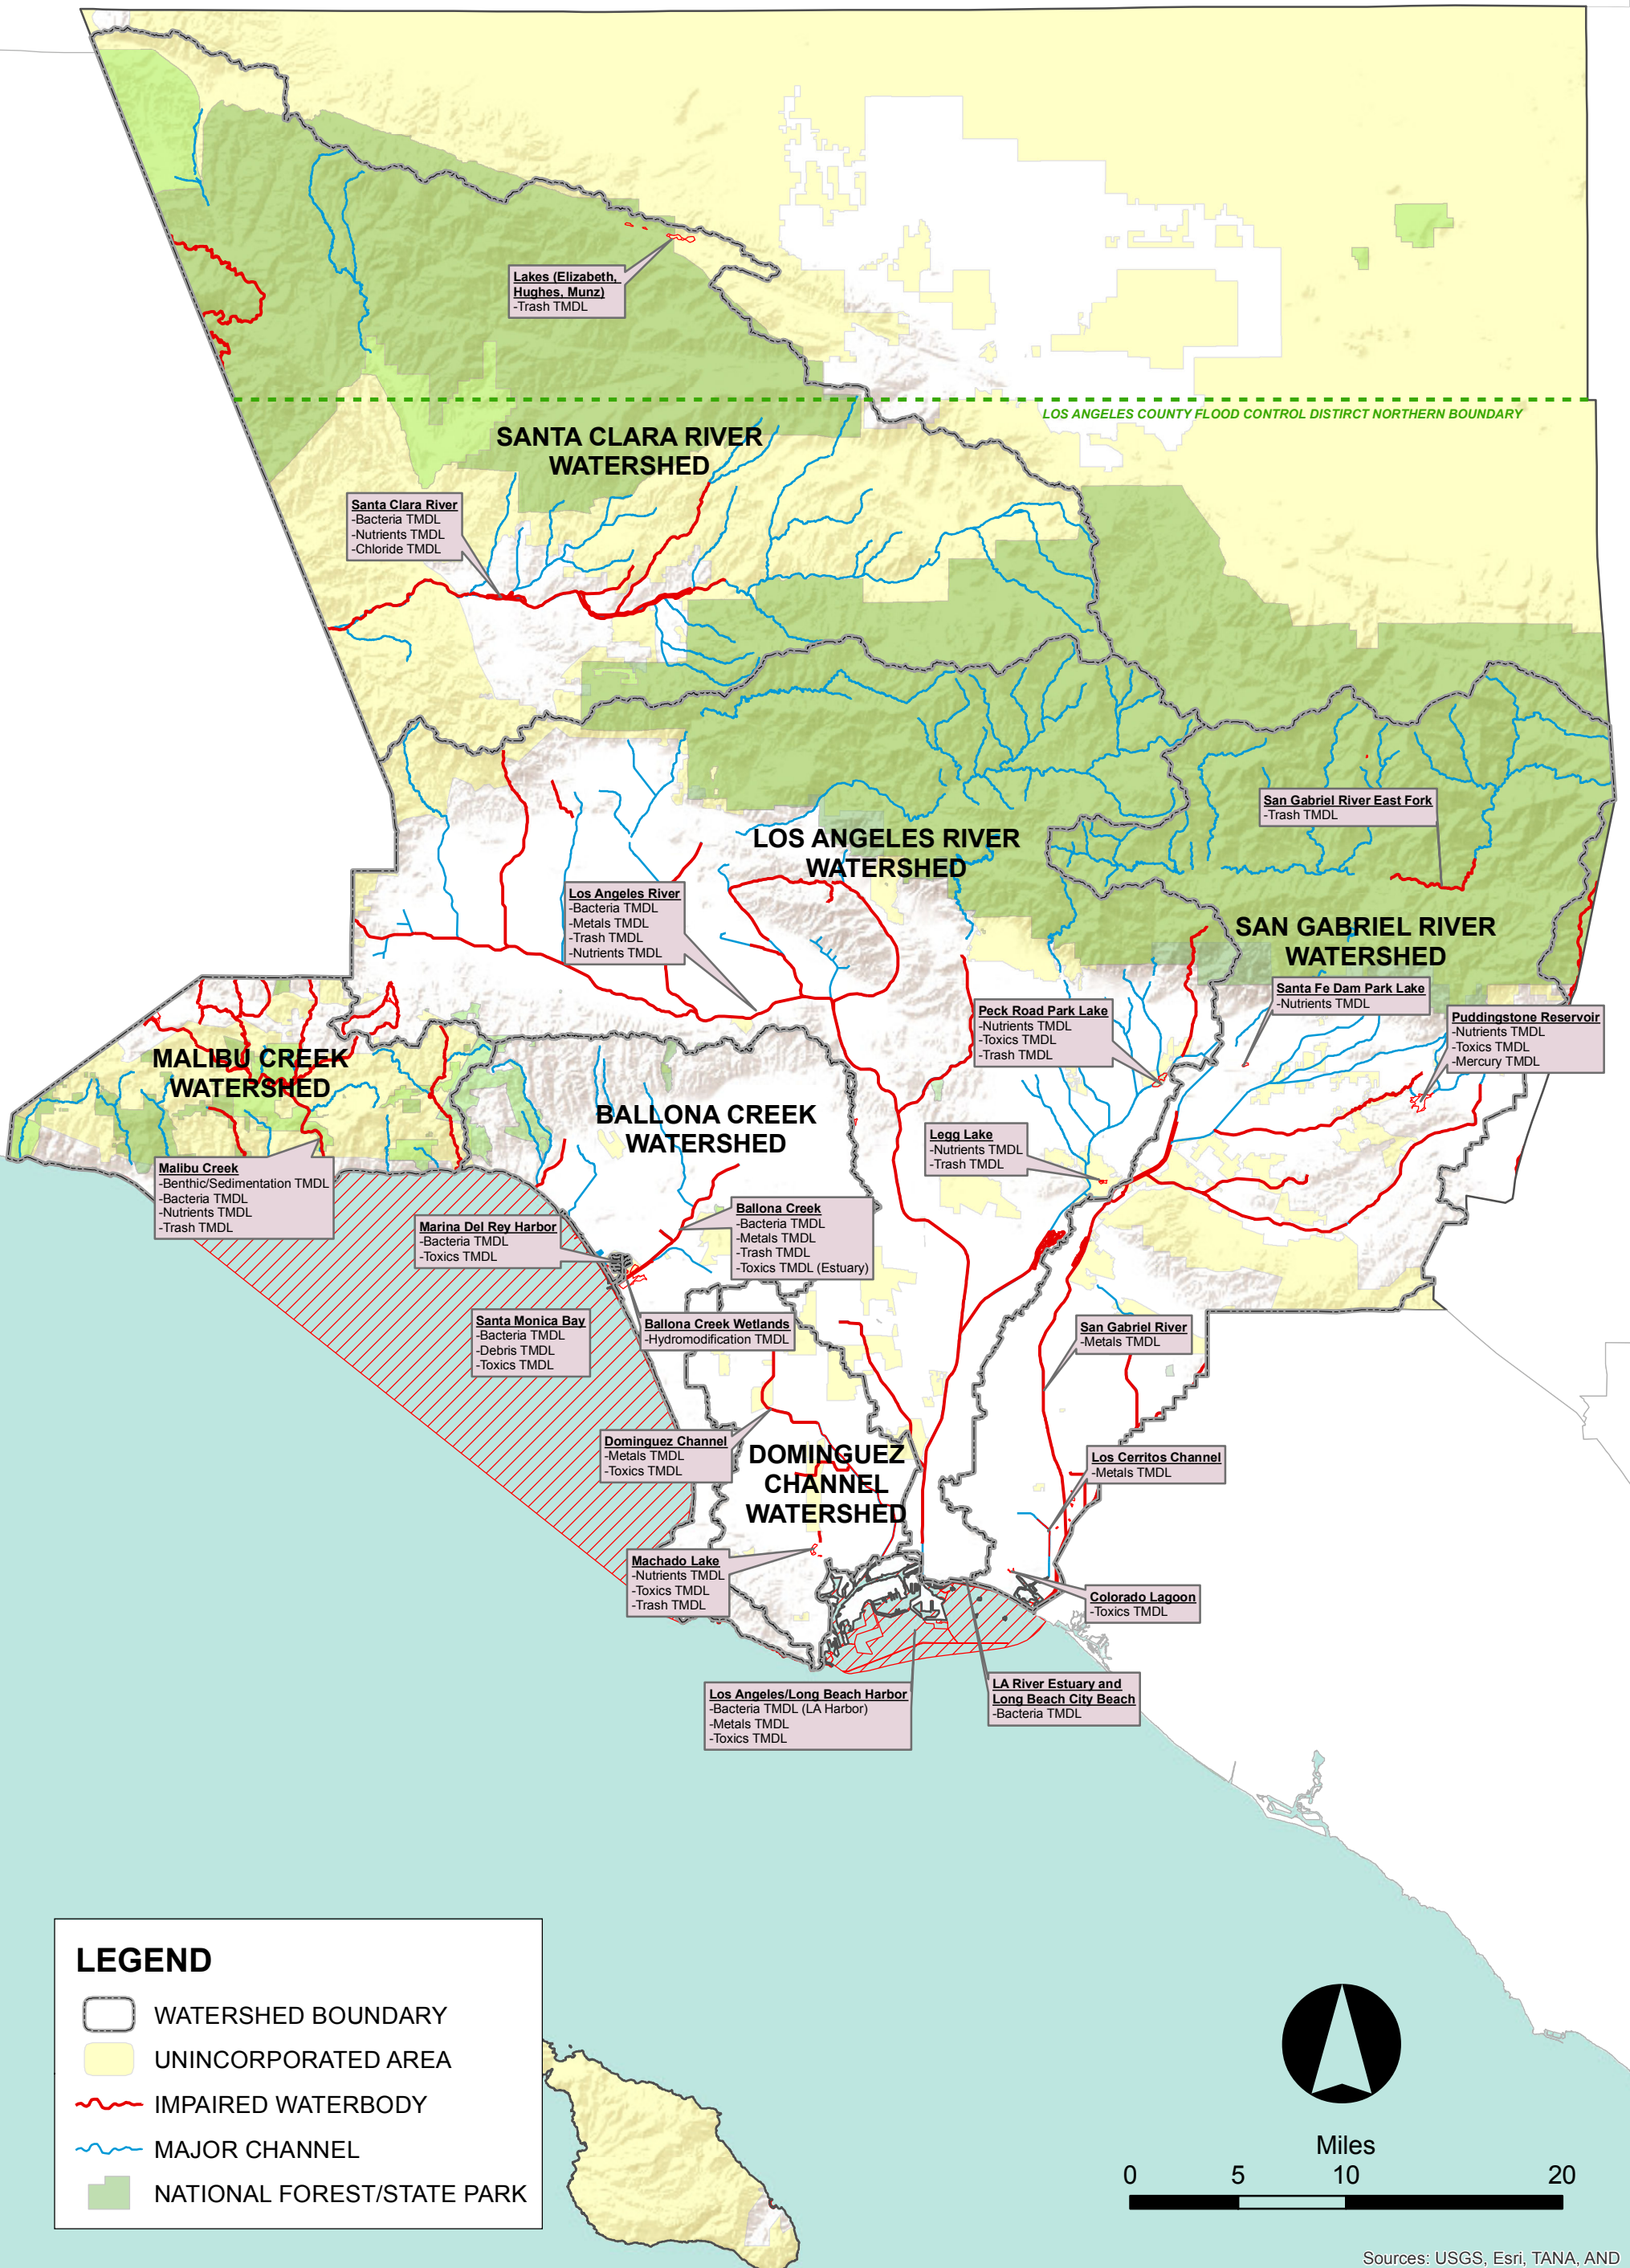 Lakes (Elizabeth,
Hughes, Munz)
-Trash TMDL
LOS ANGELES COUNTY FLOOD CONTROL DISTIRCT NORTHERN BOUNDARY
SANTA CLARA RIVER
WATERSHED
Santa Clara River
-Bacteria TMDL
-Nutrients TMDL
-Chloride TMDL
San Gabriel River East Fork
-Trash TMDL
LOS ANGELES RIVER
WATERSHED
Los Angeles River
-Bacteria TMDL
-Metals TMDL
-Trash TMDL
-Nutrients TMDL
SAN GABRIEL RIVER
WATERSHED
Santa Fe Dam Park Lake
-Nutrients TMDL
Peck Road Park Lake
-Nutrients TMDL
-Toxics TMDL
-Trash TMDL
Puddingstone Reservoir
-Nutrients TMDL
-Toxics TMDL
-Mercury TMDL
MALIBU CREEK
WATERSHED
BALLONA CREEK
WATERSHED
Legg Lake
-Nutrients TMDL
-Trash TMDL
Malibu Creek
-Benthic/Sedimentation TMDL
-Bacteria TMDL
-Nutrients TMDL
-Trash TMDL
Marina Del Rey Harbor
-Bacteria TMDL
-Toxics TMDL
Ballona Creek
-Bacteria TMDL
-Metals TMDL
-Trash TMDL
-Toxics TMDL (Estuary)
Santa Monica Bay
-Bacteria TMDL
-Debris TMDL
-Toxics TMDL
Ballona Creek Wetlands
-Hydromodification TMDL
San Gabriel River
-Metals TMDL
Dominguez Channel
-Metals TMDL
-Toxics TMDL
DOMINGUEZ
CHANNEL
WATERSHED
Los Cerritos Channel
-Metals TMDL
Machado Lake
-Nutrients TMDL
-Toxics TMDL
-Trash TMDL
Colorado Lagoon
-Toxics TMDL
Los Angeles/Long Beach Harbor
-Bacteria TMDL (LA Harbor)
-Metals TMDL
-Toxics TMDL
LA River Estuary and
Long Beach City Beach
-Bacteria TMDL
LEGEND
WATERSHED BOUNDARY
UNINCORPORATED AREA
IMPAIRED WATERBODY
MAJOR CHANNEL
NATIONAL FOREST/STATE PARK
Miles
0 5 10 20
Sources: USGS, Esri, TANA, AND